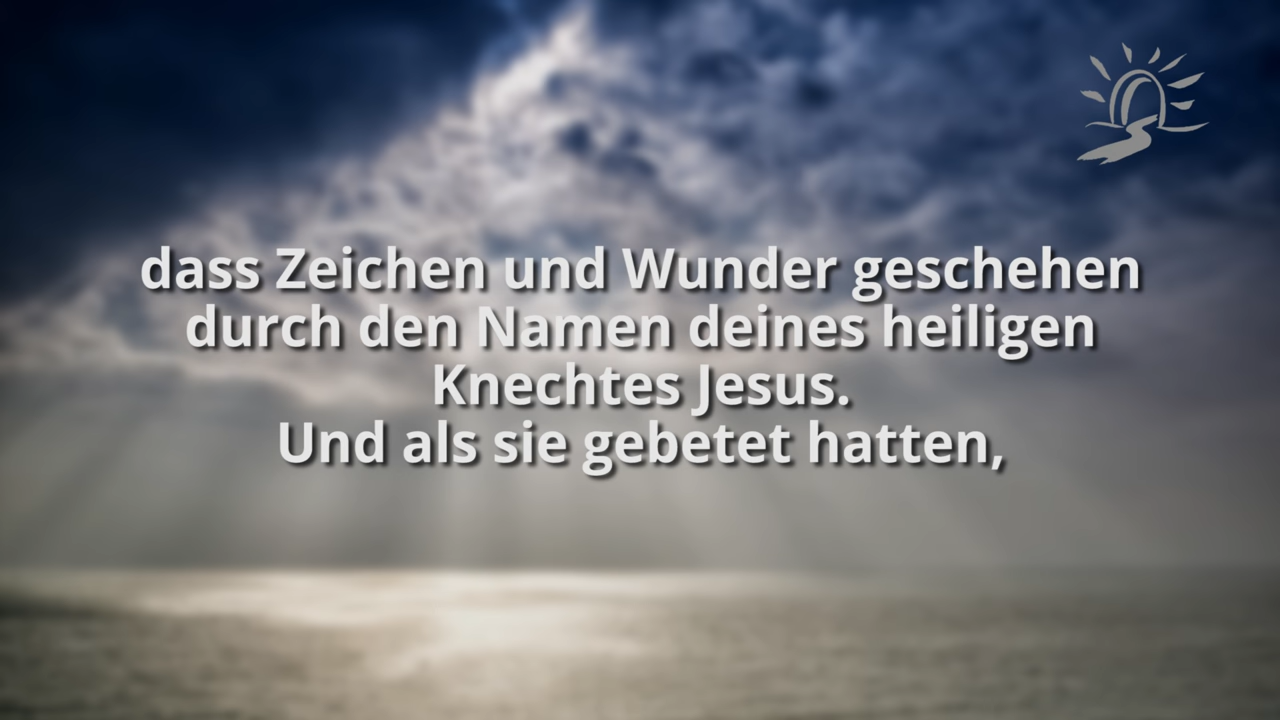 dass Zeichen und Wunder geschehen
durch den Namen deines heiligen
Knechtes Jesus.
Und als sie gebetet hatten,